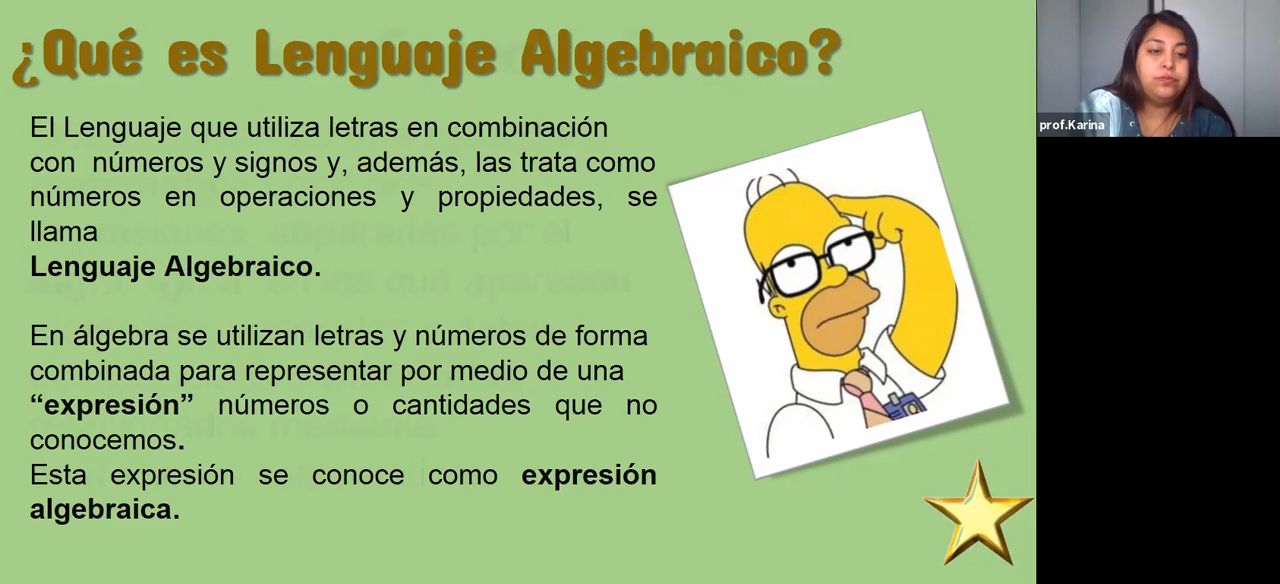 ¿Qué es Lenguaje Algebraico?
El Lenguaje que utiliza letras en combinación
con números y signos y, además, las trata como
números en operaciones y propiedades, se
llama
Lenguaje Algebraico.
En álgebra se utilizan letras y números de forma
combinada para representar por medio de una
“expresión” números o cantidades que no
conocemos.
Esta expresión se conoce como expresión
algebraica.
prof.Karina